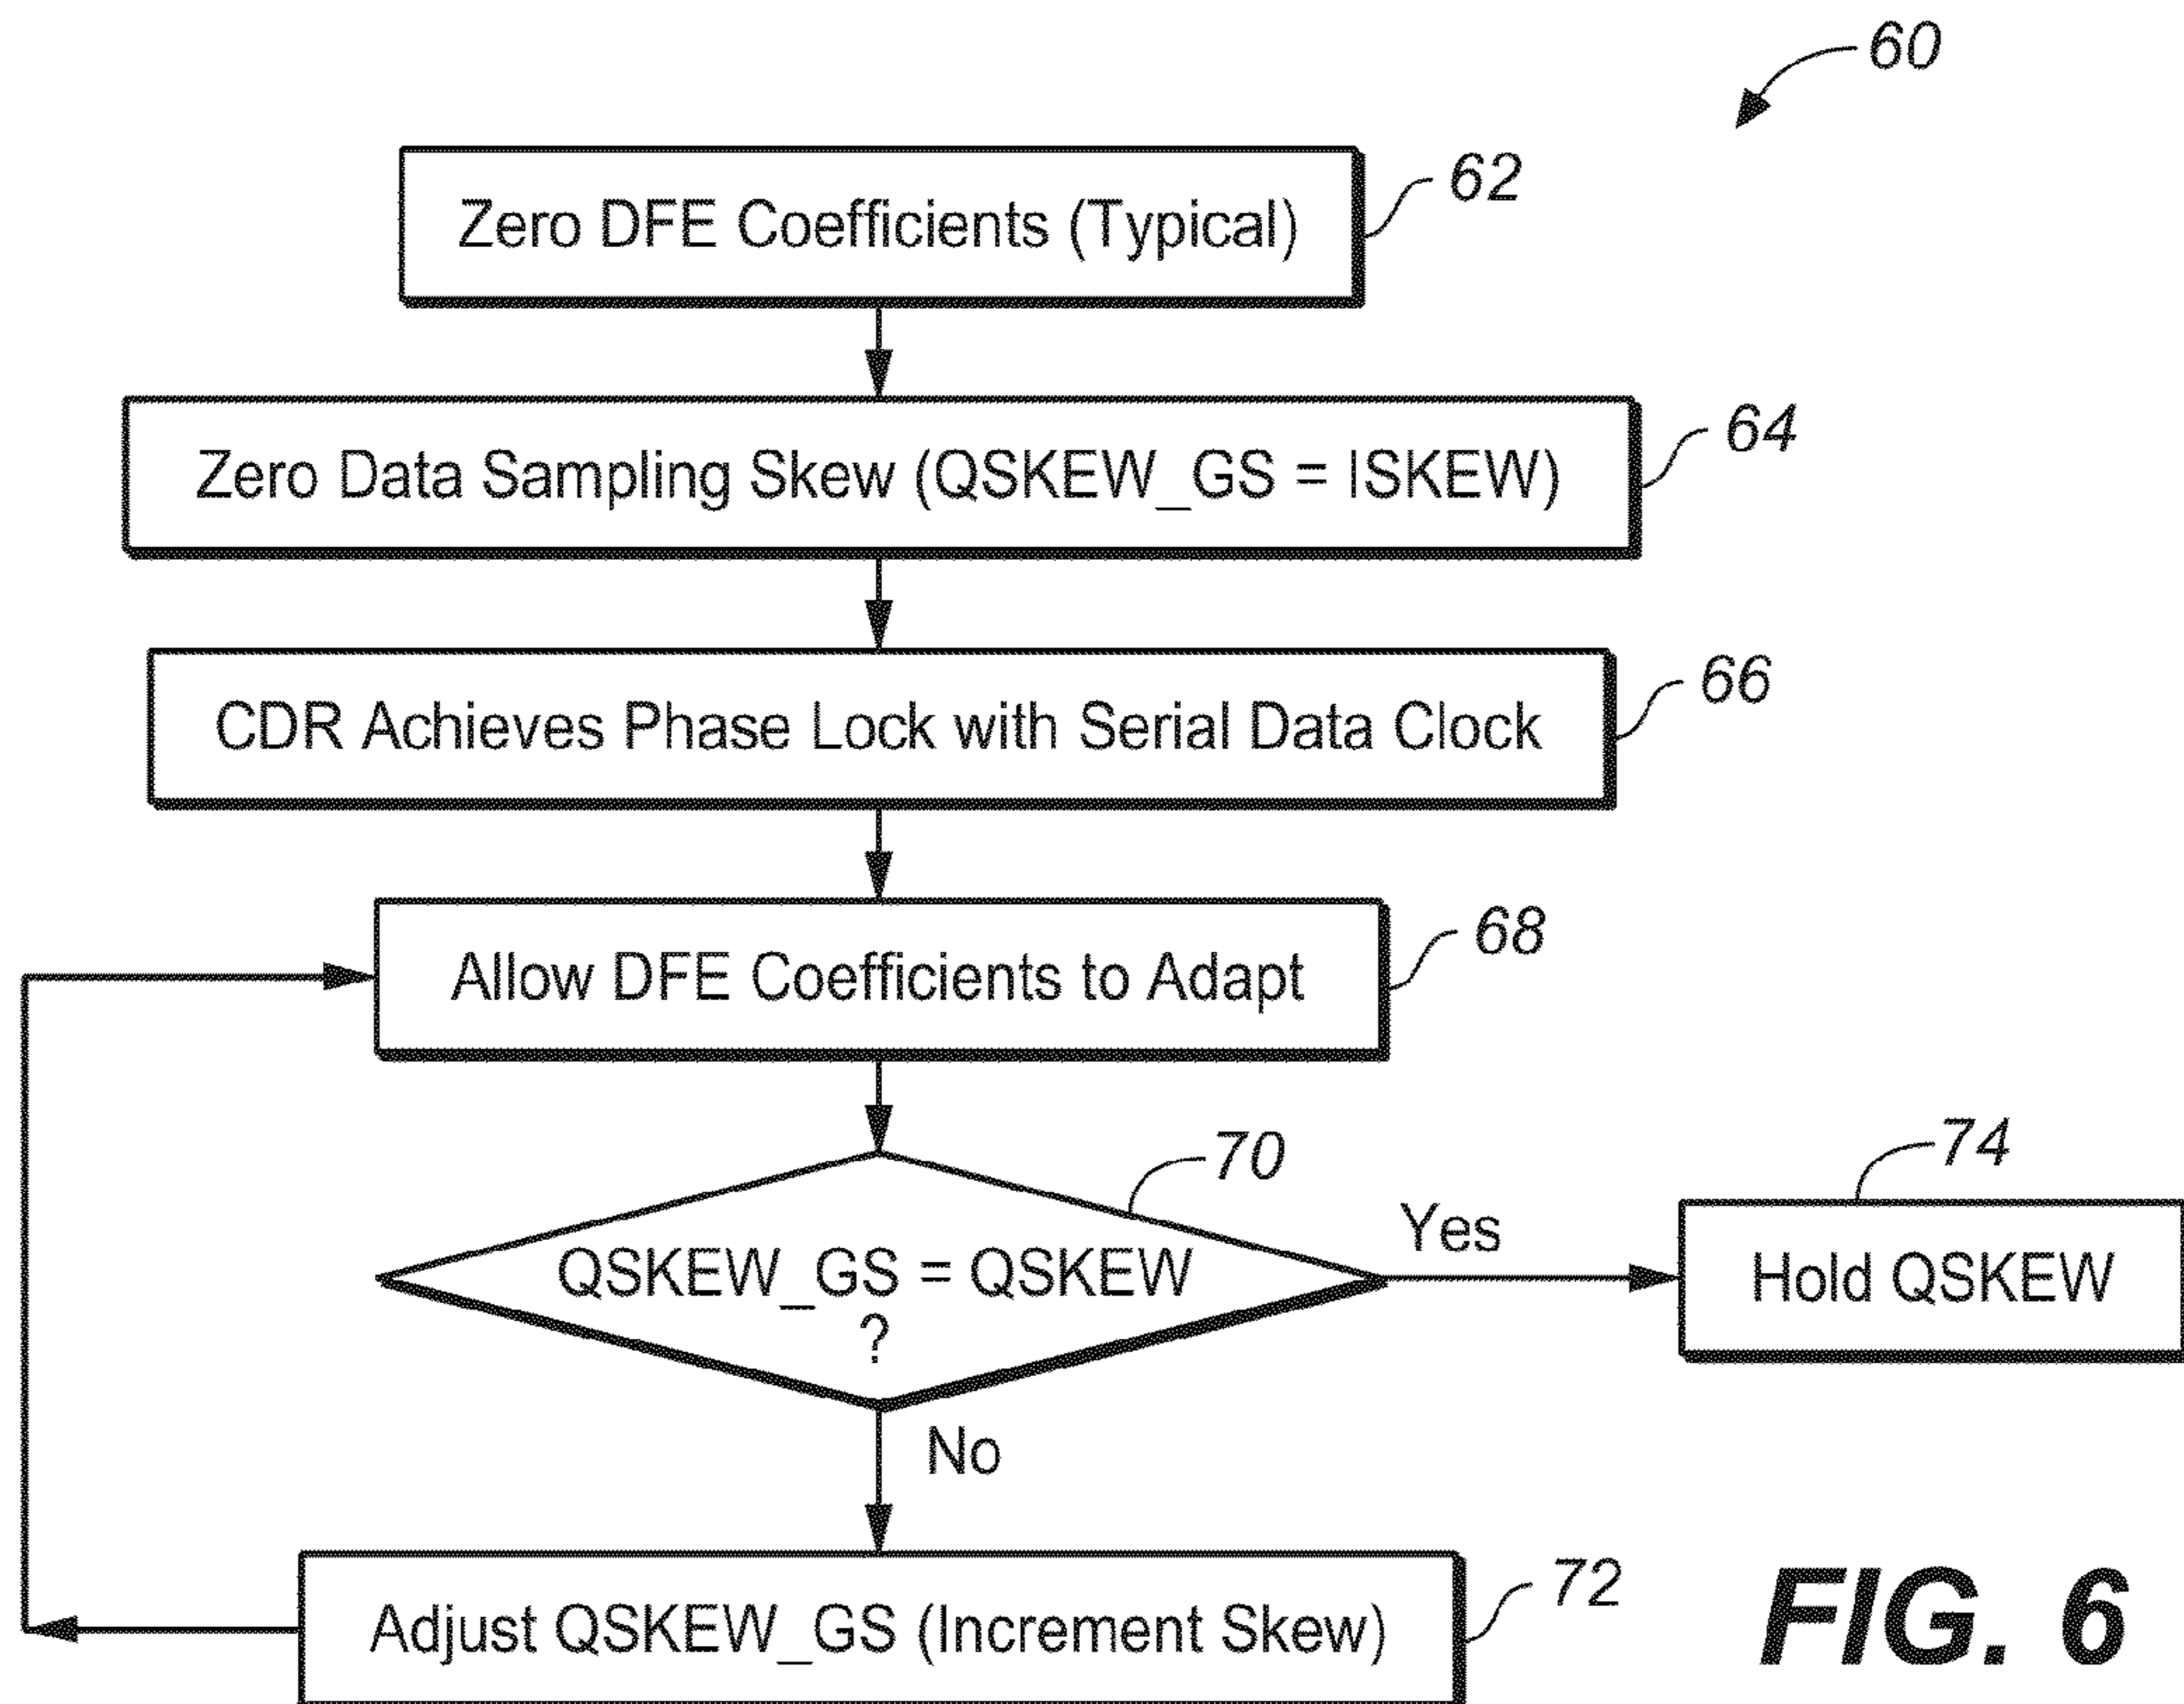 60
Zero DFE Coefficients (Typical)
62
Zero Data Sampling Skew (QSKEW_GS = ISKEW)
64
CDR Achieves Phase Lock with Serial Data Clock
66
Allow DFE Coefficients to Adapt
68
70
QSKEW_GS = QSKEW
?
Yes
74
Hold QSKEW
No
Adjust QSKEW_GS (Increment Skew)
72
FIG. 6